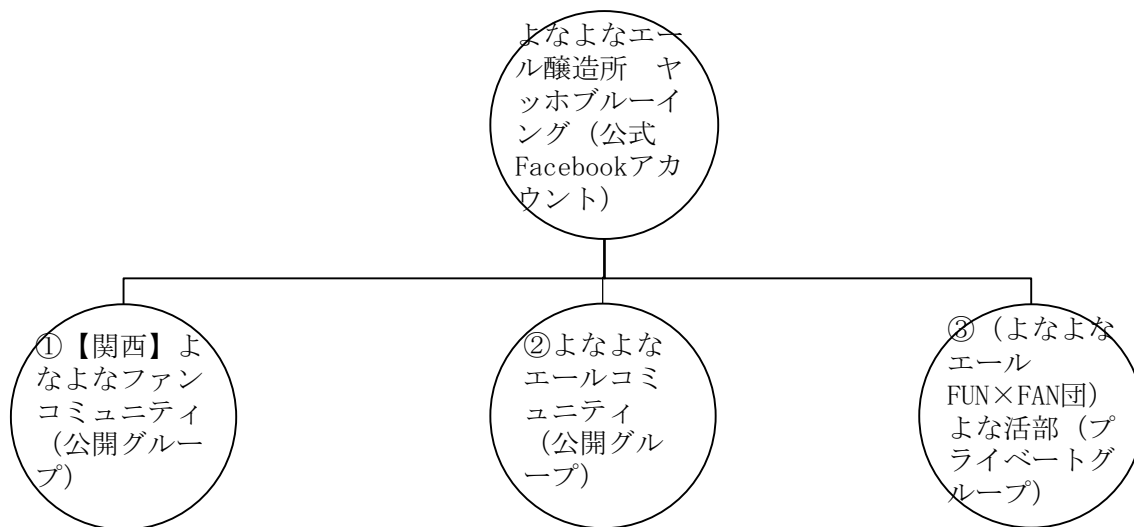 よなよなエー
ル醸造所　ヤ
ッホブルーイ
ング（公式
Facebookアカ
ウント）
①【関西】よ
なよなファン
コミュニティ
（公開グルー
プ）
②よなよな
エールコミ
ュニティ
（公開グル
ープ）
③（よなよな
エール
FUN×FAN団）
よな活部（プ
ライベートグ
ループ）